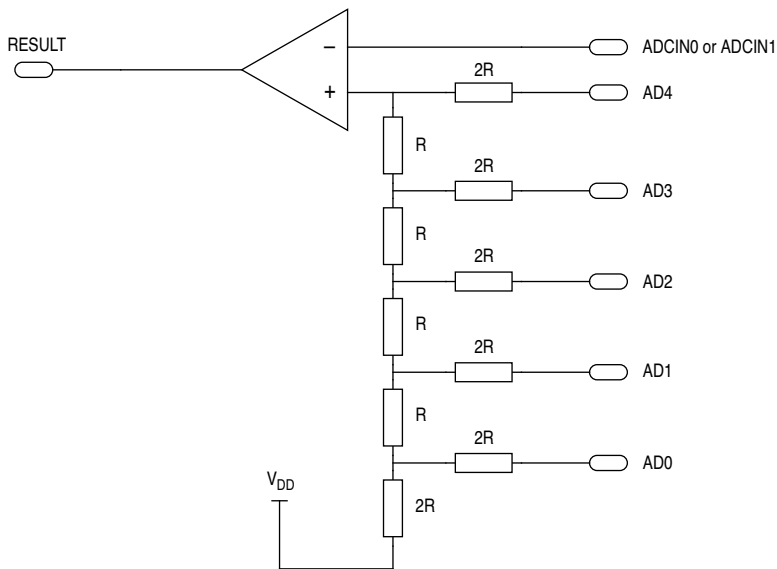 RESULT
ADCIN0 or ADCIN1
−
2R
+
AD4
R
2R
AD3
R
2R
AD2
R
2R
AD1
R
2R
AD0
VDD
2R